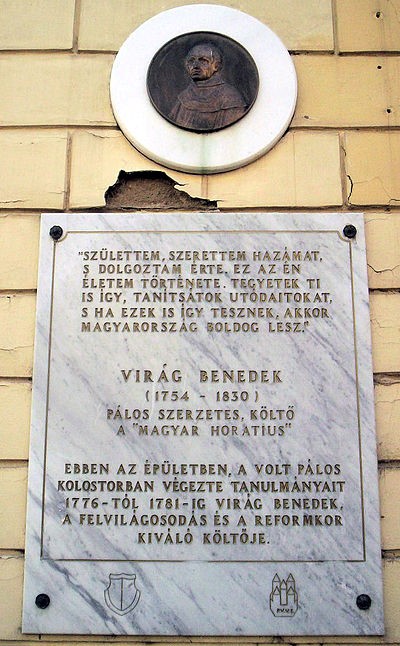 "SZÜLETTEM, SZERETTEM HAZÁMAT,
S DOLGOZTAM ÉRTE. EZ AZ ÉN
ÉLETEM TÖRTÉNETE. TEGYETEK TI
IS ÍGY, TANÍTSÁTOK UTÓDAITOKAT,
S HA EZEK IS ÍGY TESZNEK, AKKOR
MAGYARORSZÁG BOLDOG LESZ."
VIRÁG BENEDEK
(1754 - 1830)
PÁLOS SZERZETES, KÖLTŐ
A "MAGYAR HORATIUS"
EBBEN AZ ÉPÜLETBEN, A VOLT PÁLOS
KOLOSTORBAN VÉGEZTE TANULMÁNYAIT
1776-TÓL 1781-IG VIRÁG BENEDEK,
A FELVILÁGOSODÁS ÉS A REFORMKOR
KIVÁLÓ KÖLTŐJE.